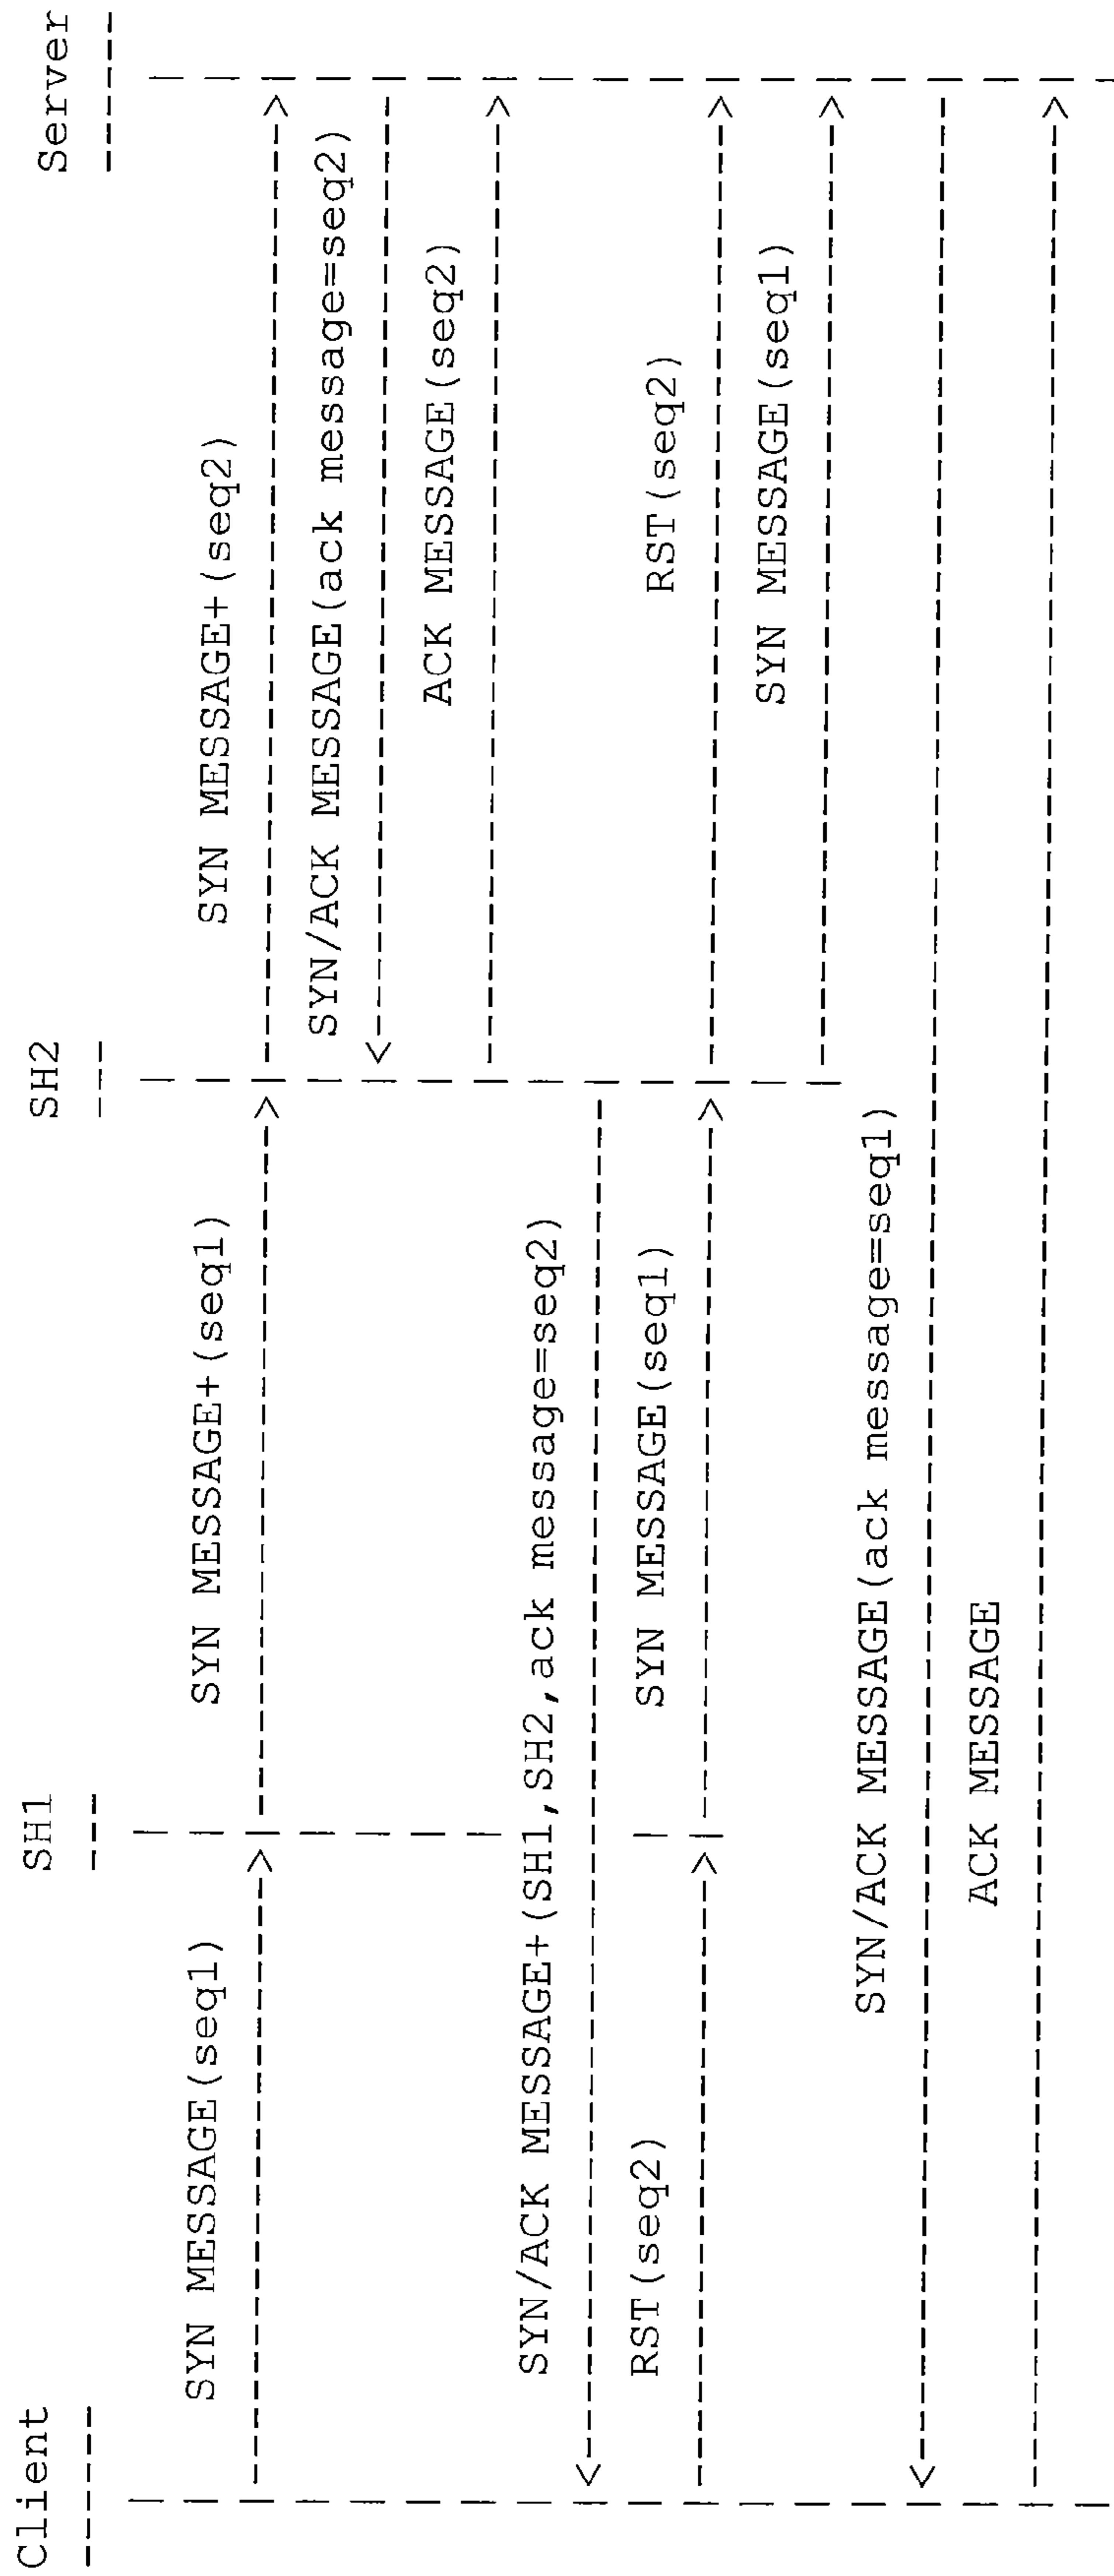 Client SH1 SH2 Server
SYN MESSAGE(seq1) SYN MESSAGE+(seq1) SYN MESSAGE+(seq2)
SYN/ACK MESSAGE(ack message=seq2)
ACK MESSAGE(seq2)
SYN/ACK MESSAGE+(SH1,SH2,ack message=seq2)
RST(seq2) SYN MESSAGE(seq1) RST(seq2)
SYN MESSAGE(seq1)
SYN/ACK MESSAGE(ack message=seq1)
ACK MESSAGE